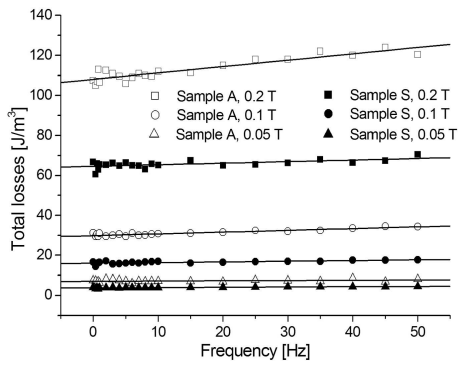 140
120
100
80
60
40
20
0
Total losses [J/m³]
Sample A, 0.2 T
Sample S, 0.2 T
Sample A, 0.1 T
Sample S, 0.1 T
Sample A, 0.05 T
Sample S, 0.05 T
0 10 20 30 40 50
Frequency [Hz]